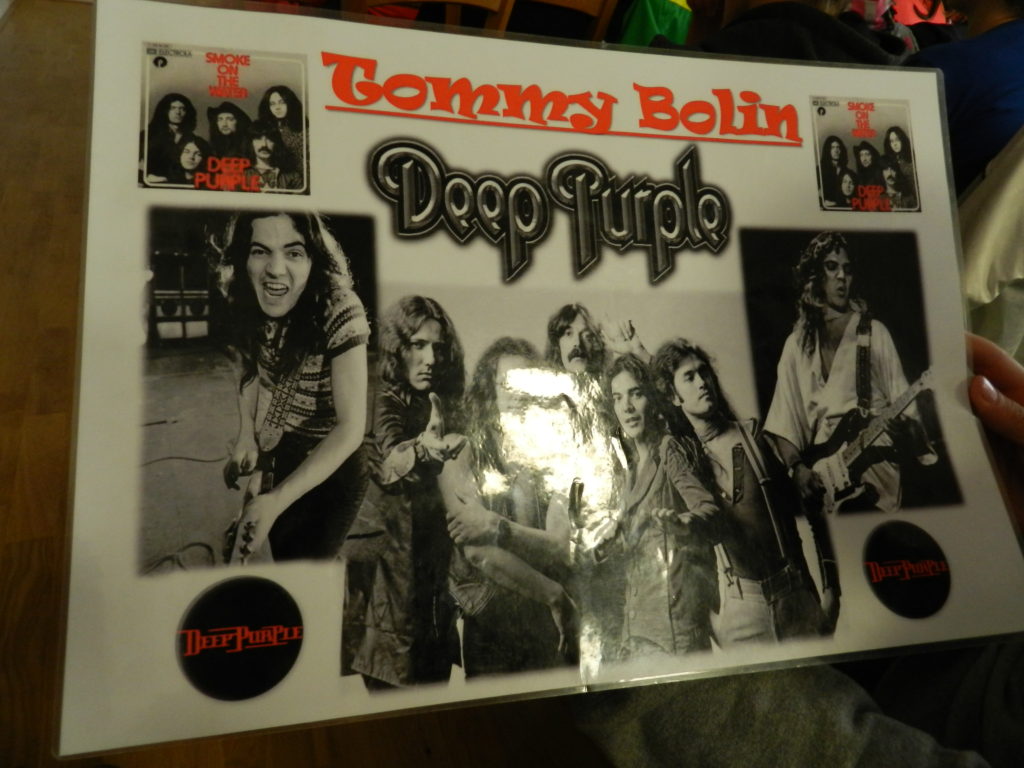 ELECTROLA
SMOKE
ON
THE
WATER
DEEP
PURPLE
Tommy Bolin
Deep Purple
SMOKE
ON
THE
WATER
DEEP
PURPLE
DEEP PURPLE
DEEP PURPLE